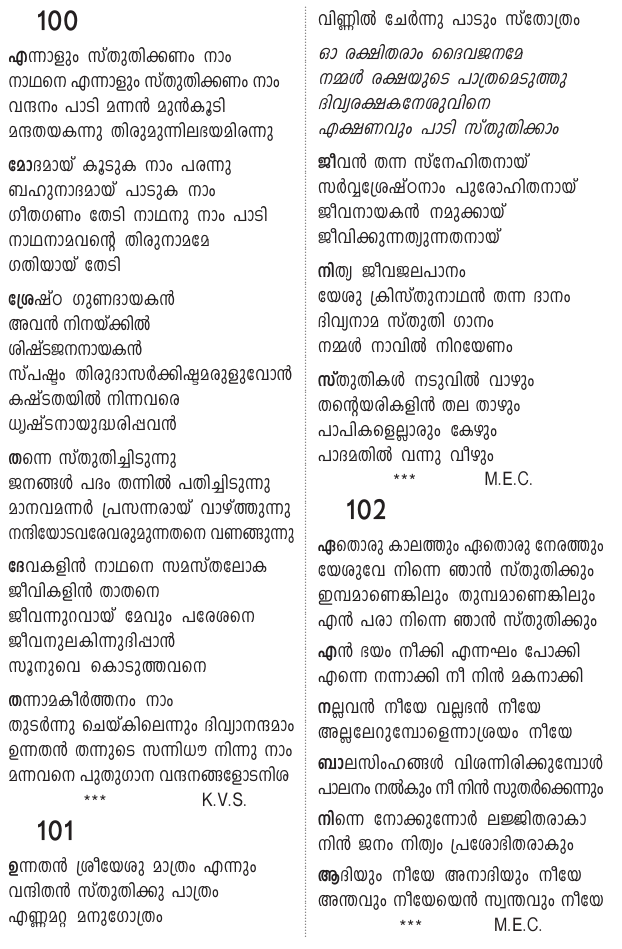 100
എന്നാളും സ്തുതിക്കണം നാം
നാഥനെ എന്നാളും സ്തുതിക്കണം നാം
വന്ദനം പാടി മന്നൻ മുൻകൂടി
മന്ദതയകന്നു തിരുമുന്നിലഭയമിരന്നു
മോദമായ് കൂടുക നാം പരന്നു
ബഹുനാദമായ് പാടുക നാം
ഗീതഗണം തേടി നാഥനു നാം പാടി
നാഥനാമവന്റെ തിരുനാമമേ
ഗതിയായ് തേടി
ശ്രേഷ്ഠ ഗുണദായകൻ
അവൻ നിനയ്ക്കിൽ
ശിഷ്ടജനനായകൻ
സ്പഷ്ടം തിരുദാസർക്കിഷ്ടമരുളുവോൻ
കഷ്ടതയിൽ നിന്നവരെ
ധൃഷ്ടനായുദ്ധരിപ്പവൻ
തന്നെ സ്തുതിച്ചിടുന്നു
ജനങ്ങൾ പദം തന്നിൽ പതിച്ചിടുന്നു
മാനവമന്നർ പ്രസന്നരായ് വാഴ്ത്തുന്നു
നന്ദിയോടവരേവരുമുന്നതനെ വണങ്ങുന്നു
ദേവകളിൻ നാഥനെ സമസ്തലോക
ജീവികളിൻ താതനെ
ജീവന്നുറവായ് മേവും പരേശനെ
ജീവനുലകിന്നുദിപ്പാൻ
സൂനുവെ കൊടുത്തവനെ
തന്നാമകീർത്തനം നാം
തുടർന്നു ചെയ്കിലെന്നും ദിവ്യാനന്ദമാം
ഉന്നതൻ തന്നുടെ സന്നിധൗ നിന്നു നാം
മന്നവനെ പുതുഗാന വന്ദനങ്ങളോടനിശ
*** K.V.S.
101
ഉന്നതൻ ശ്രീയേശു മാത്രം എന്നും
വന്ദിതൻ സ്തുതിക്കു പാത്രം
എണ്ണമറ്റ മനുഗോത്രം
വിണ്ണിൽ ചേർന്നു പാടും സ്തോത്രം
ഓ രക്ഷിതരാം ദൈവജനമേ
നമ്മൾ രക്ഷയുടെ പാത്രമെടുത്തു
ദിവ്യരക്ഷകനേശുവിനെ
എക്ഷണവും പാടി സ്തുതിക്കാം
ജീവൻ തന്ന സ്നേഹിതനായ്
സർവ്വശ്രേഷ്ഠനാം പുരോഹിതനായ്
ജീവനായകൻ നമുക്കായ്
ജീവിക്കുന്നത്യുന്നതനായ്
നിത്യ ജീവജലപാനം
യേശു ക്രിസ്തുനാഥൻ തന്ന ദാനം
ദിവ്യനാമ സ്തുതി ഗാനം
നമ്മൾ നാവിൽ നിറയേണം
സ്തുതികൾ നടുവിൽ വാഴും
തന്റെയരികളിൻ തല താഴും
പാപികളെല്ലാരും കേഴും
പാദമതിൽ വന്നു വീഴും
*** M.E.C.
102
ഏതൊരു കാലത്തും ഏതൊരു നേരത്തും
യേശുവേ നിന്നെ ഞാൻ സ്തുതിക്കും
ഇമ്പമാണെങ്കിലും തുമ്പമാണെങ്കിലും
എൻ പരാ നിന്നെ ഞാൻ സ്തുതിക്കും
എൻ ഭയം നീക്കി എന്നഘം പോക്കി
എന്നെ നന്നാക്കി നീ നിൻ മകനാക്കി
നല്ലവൻ നീയേ വല്ലഭൻ നീയേ
അല്ലലേറുമ്പോളെന്നാശ്രയം നീയേ
ബാലസിംഹങ്ങൾ വിശന്നിരിക്കുമ്പോൾ
പാലനം നൽകും നീ നിൻ സുതർക്കെന്നും
നിന്നെ നോക്കുന്നോർ ലജ്ജിതരാകാ
നിൻ ജനം നിത്യം പ്രശോഭിതരാകും
ആദിയും നീയേ അനാദിയും നീയേ
അന്തവും നീയേയെൻ സ്വന്തവും നീയേ
*** M.E.C.